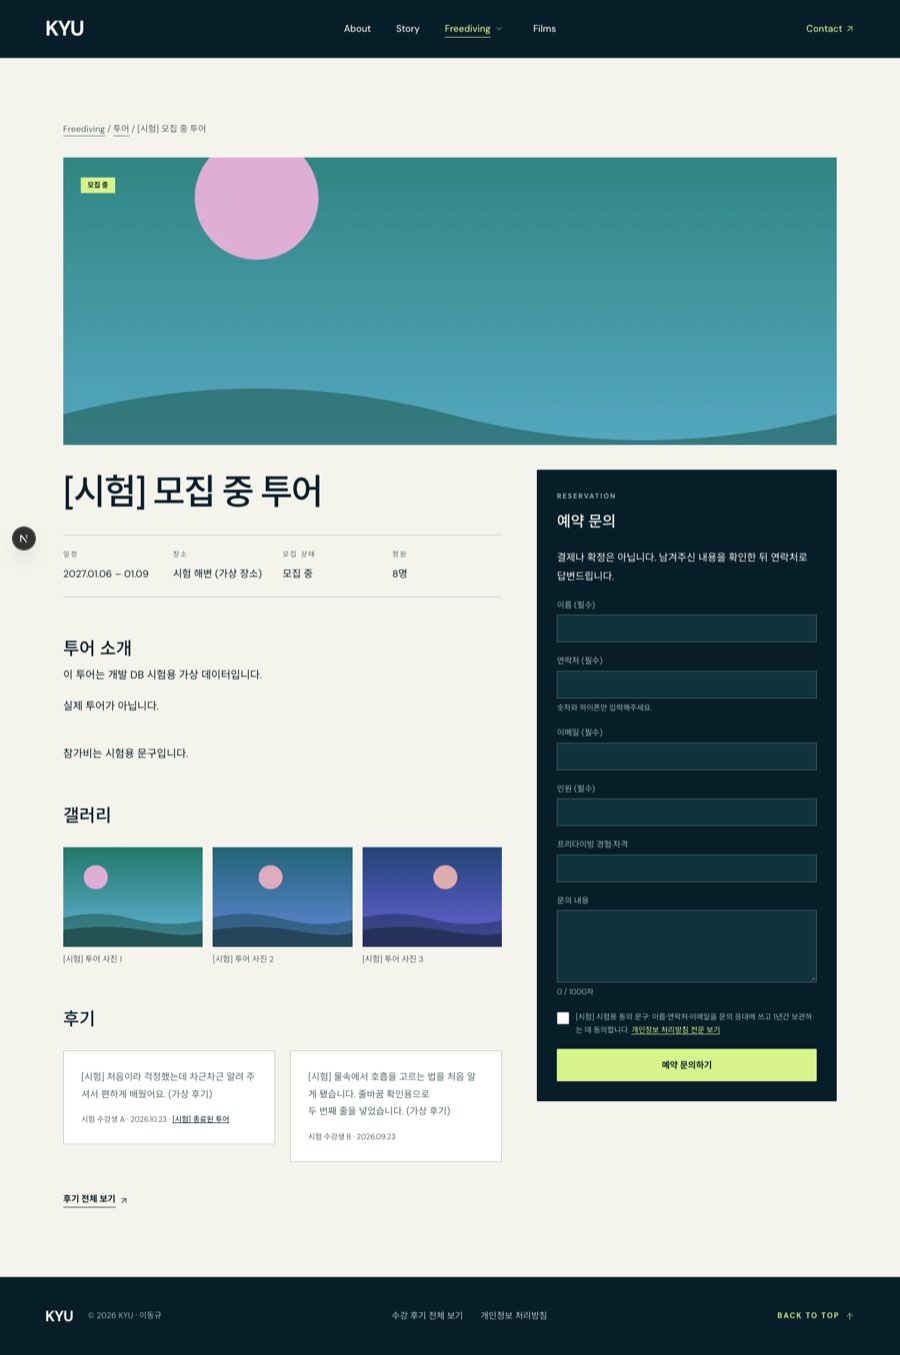 KYU
About Story Freediving Films
Contact ↗
Freediving / 투어 / [시험] 모집 중 투어
모집 중
[시험] 모집 중 투어
일정 장소 모집 상태 정원
2027.01.06 – 01.09 시험 해변 (가상 장소) 모집 중 8명
투어 소개
이 투어는 개발 DB 시험용 가상 데이터입니다.
실제 투어가 아닙니다.
참가비는 시험용 문구입니다.
갤러리
[시험] 투어 사진 1
[시험] 투어 사진 2
[시험] 투어 사진 3
후기
[시험] 처음이라 걱정했는데 차근차근 알려 주
셔서 편하게 배웠어요. (가상 후기)
시험 수강생 A · 2026.10.23 · [시험] 종료된 투어
[시험] 물속에서 호흡을 고르는 법을 처음 알
게 됐습니다. 줄바꿈 확인용으로
두 번째 줄을 넣었습니다. (가상 후기)
시험 수강생 B · 2026.09.23
후기 전체 보기 ↗
RESERVATION
예약 문의
결제나 확정은 아닙니다. 남겨주신 내용을 확인한 뒤 연락처로
답변드립니다.
이름 (필수)
연락처 (필수)
숫자와 하이픈만 입력해주세요.
이메일 (필수)
인원 (필수)
프리다이빙 경험·자격
문의 내용
0 / 1000자
[시험] 시험용 동의 문구: 이름·연락처·이메일을 문의 응대에 쓰고 1년간 보관하
는 데 동의합니다. 개인정보 처리방침 전문 보기
예약 문의하기
N
KYU © 2026 KYU · 이동규
수강 후기 전체 보기 개인정보 처리방침
BACK TO TOP ↑